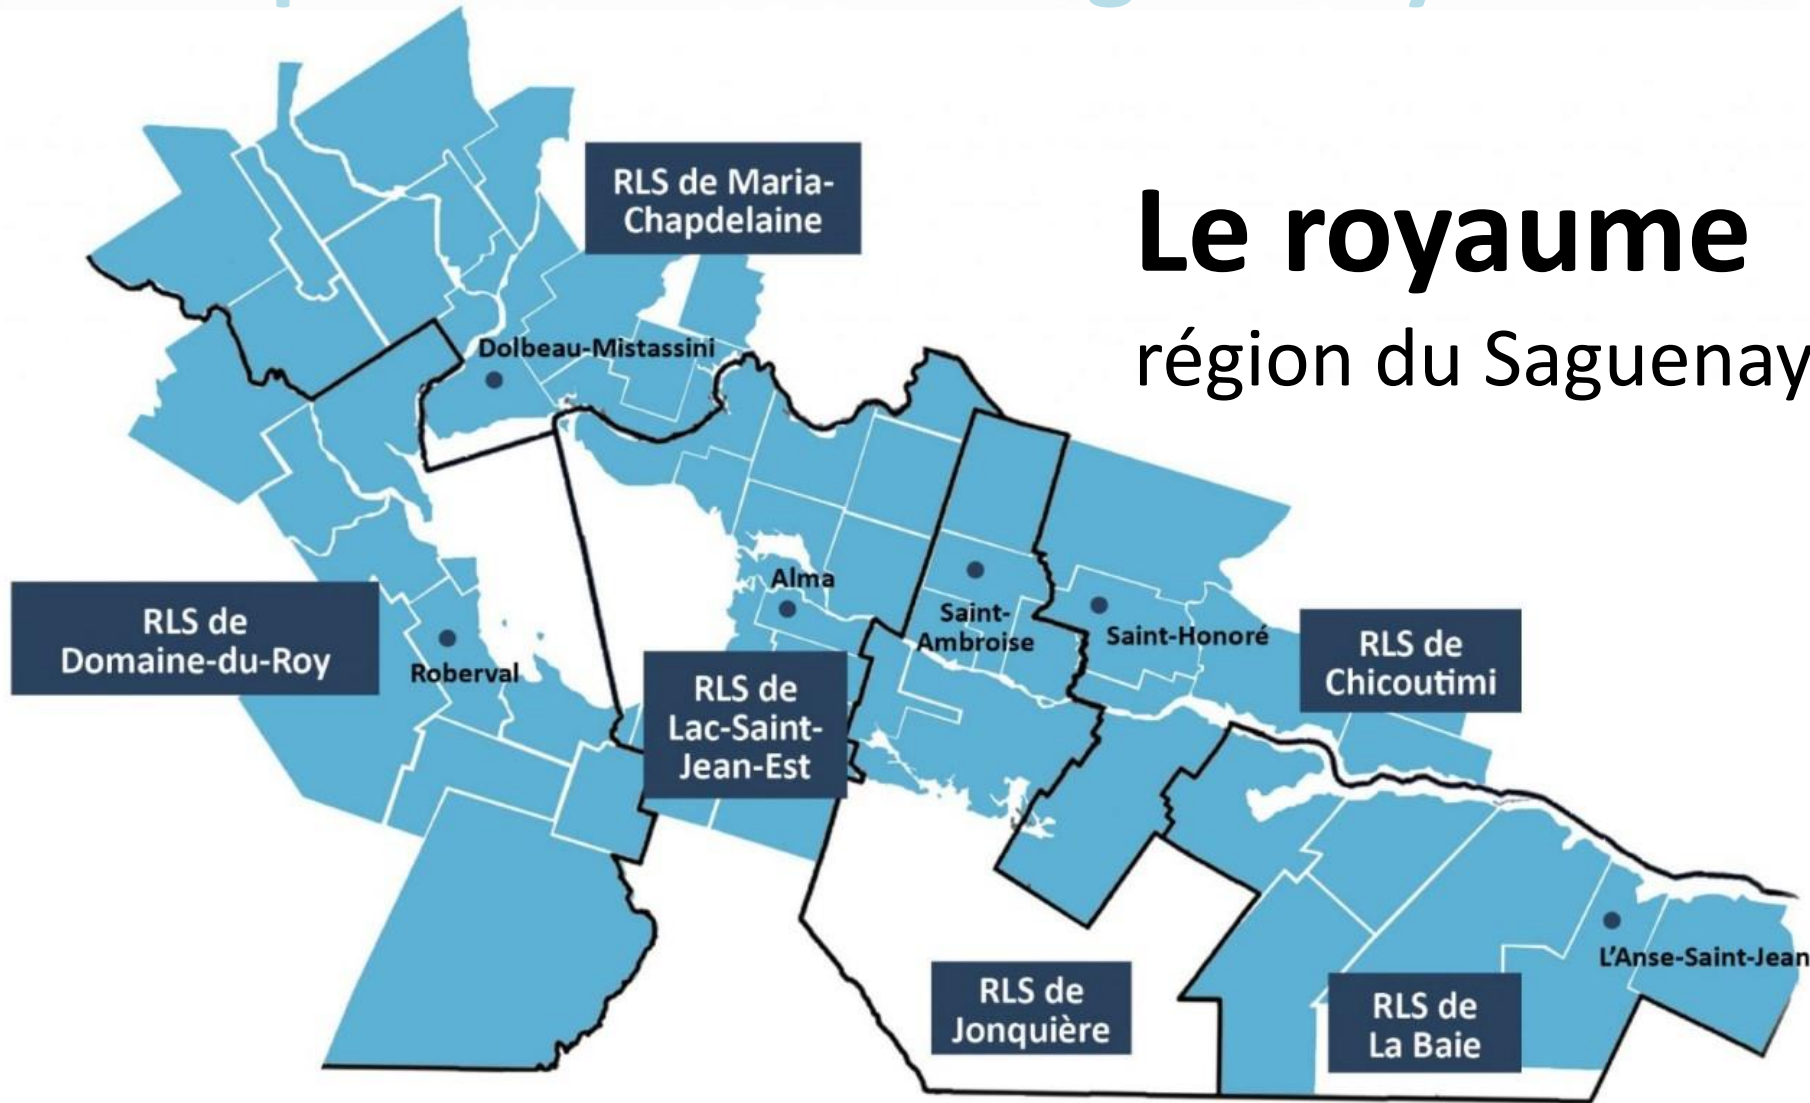 Le royaume
région du Saguenay
RLS de Maria-
Chapdelaine
Dolbeau-Mistassini
RLS de
Domaine-du-Roy
Roberval
Alma
RLS de
Lac-Saint-
Jean-Est
Saint-
Ambroise
Saint-Honoré
RLS de
Chicoutimi
RLS de
Jonquière
L'Anse-Saint-Jean
RLS de
La Baie